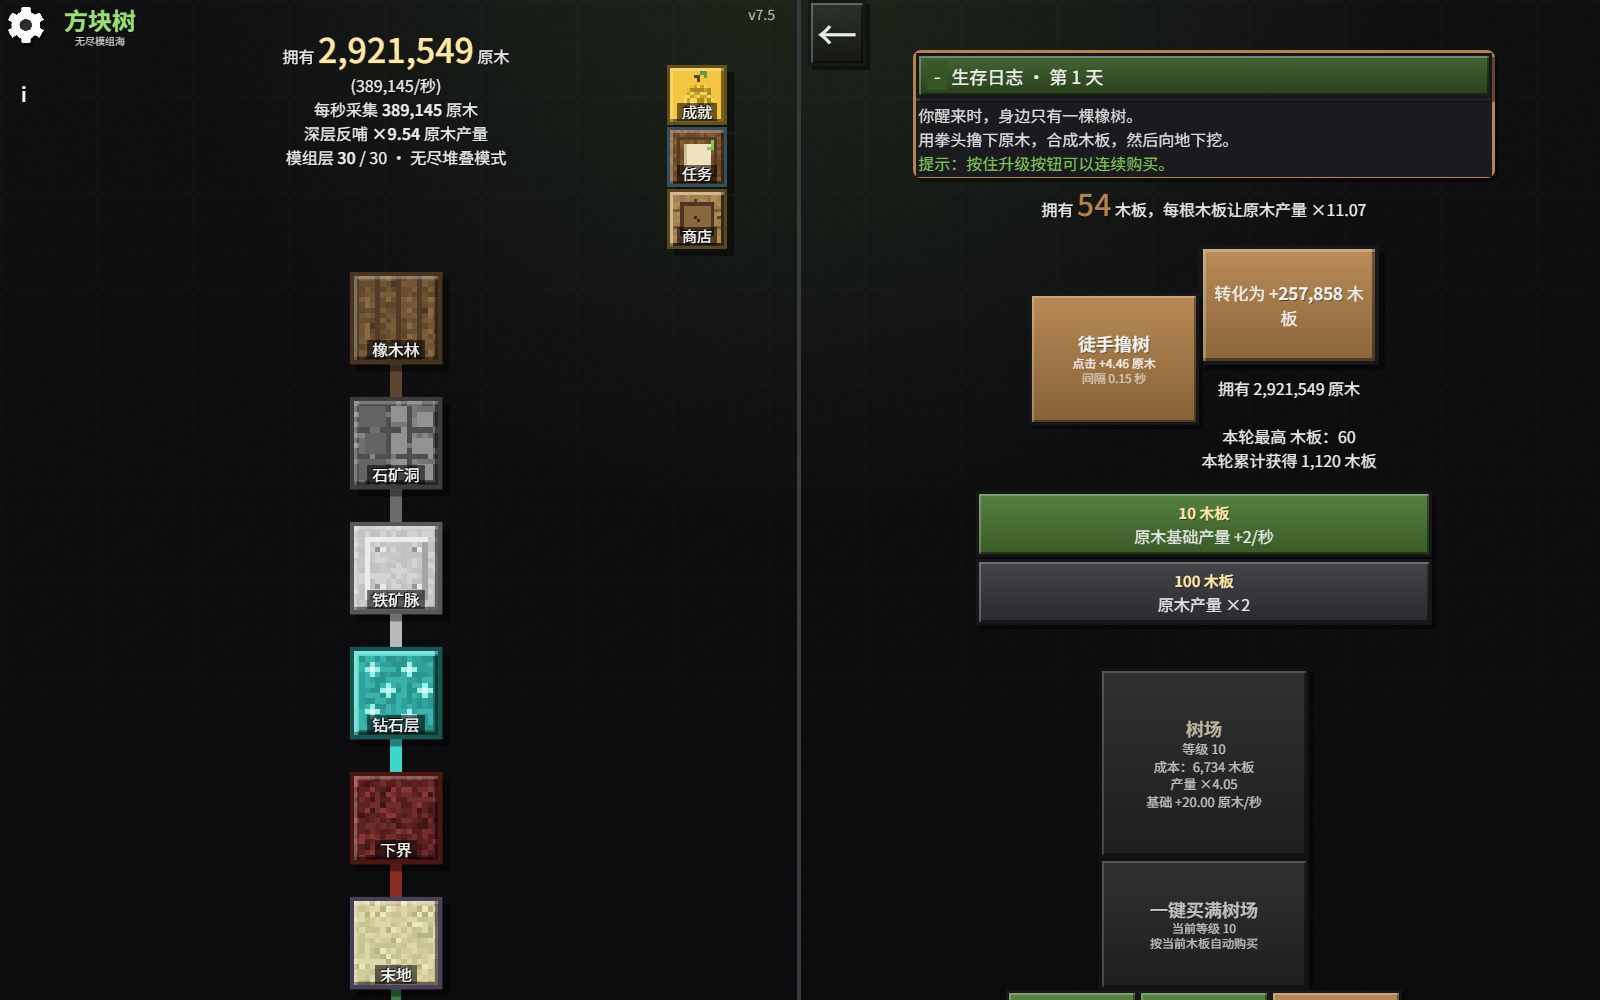 方块树
无尽模组海
i
v7.5
拥有 2,921,549 原木
(389,145/秒)
每秒采集 389,145 原木
深层反哺 ×9.54 原木产量
模组层 30 / 30 · 无尽堆叠模式
成就
任务
商店
橡木林
石矿洞
铁矿脉
钻石层
下界
末地
←
- 生存日志 · 第 1 天
你醒来时，身边只有一棵橡树。
用拳头撸下原木，合成木板，然后向地下挖。
提示：按住升级按钮可以连续购买。
拥有 54 木板，每根木板让原木产量 ×11.07
徒手撸树
点击 +4.46 原木
间隔 0.15 秒
转化为 +257,858 木
板
拥有 2,921,549 原木
本轮最高 木板：60
本轮累计获得 1,120 木板
10 木板
原木基础产量 +2/秒
100 木板
原木产量 ×2
树场
等级 10
成本：6,734 木板
产量 ×4.05
基础 +20.00 原木/秒
一键买满树场
当前等级 10
按当前木板自动购买